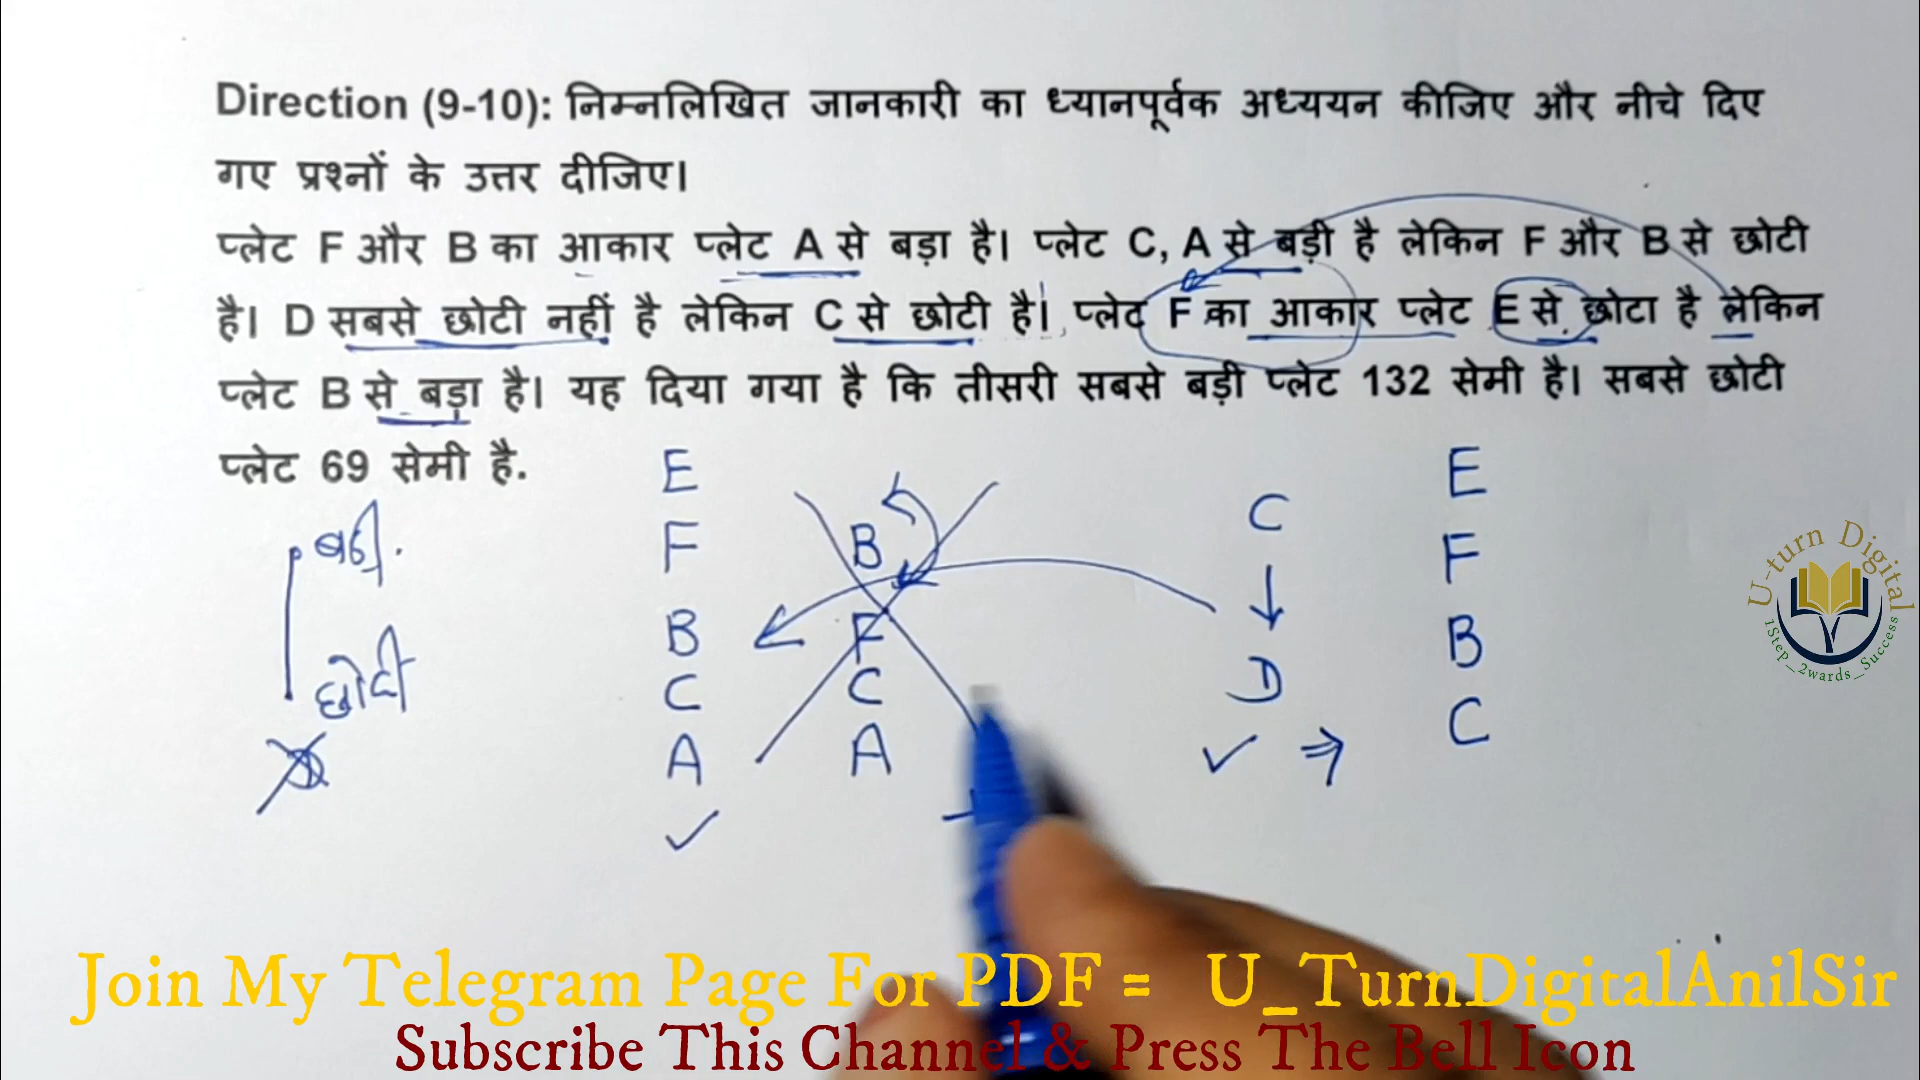 Direction (9-10): निम्नलिखित जानकारी का ध्यानपूर्वक अध्ययन कीजिए और नीचे दिए
गए प्रश्नों के उत्तर दीजिए।
प्लेट F और B का आकार प्लेट A से बड़ा है। प्लेट C, A से बड़ी है लेकिन F और B से छोटी
है। D सबसे छोटी नहीं है लेकिन C से छोटी है। प्लेट F का आकार प्लेट E से छोटा है लेकिन
प्लेट B से बड़ा है। यह दिया गया है कि तीसरी सबसे बड़ी प्लेट 132 सेमी है। सबसे छोटी
प्लेट 69 सेमी है.
बड़ी
छोटी
E
F
B
C
A
B
F
C
A
C
D
E
F
B
C
U-turn Digital
1Step_2wards_Success
Join My Telegram Page For PDF = U_TurnDigitalAnilSir
Subscribe This Channel & Press The Bell Icon